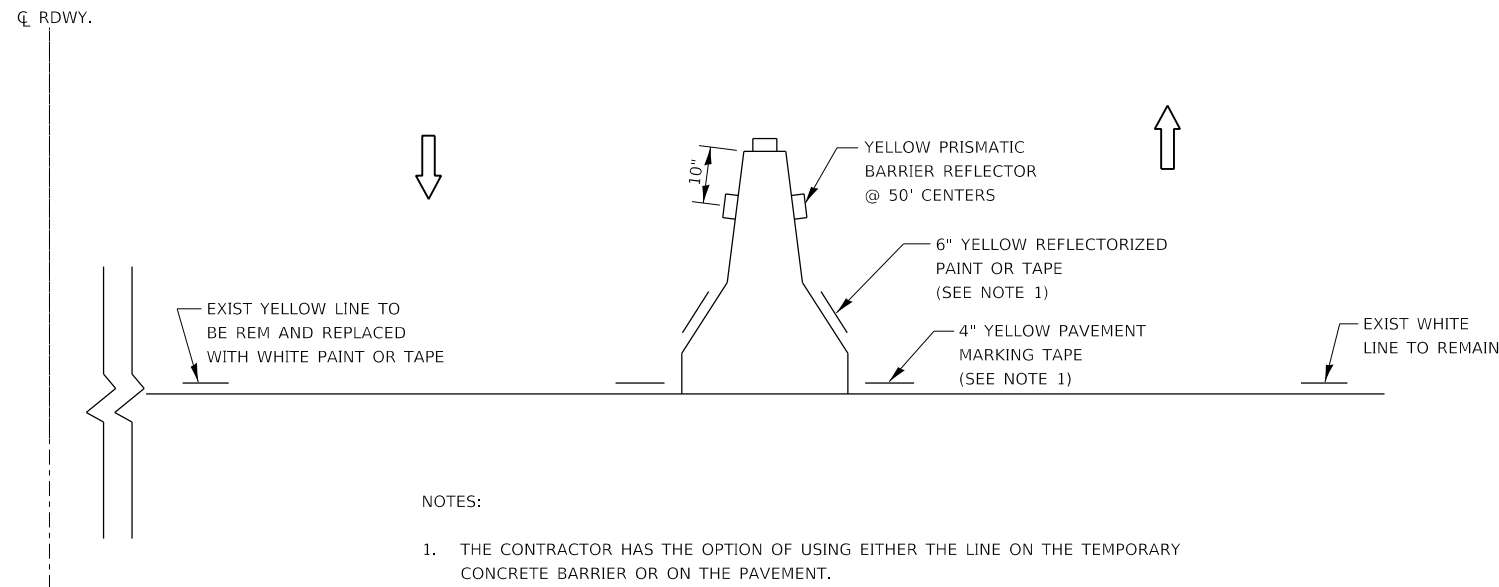 ℄ RDWY.
10"
YELLOW PRISMATIC
BARRIER REFLECTOR
@ 50' CENTERS
6" YELLOW REFLECTORIZED
PAINT OR TAPE
(SEE NOTE 1)
EXIST YELLOW LINE TO
BE REM AND REPLACED
WITH WHITE PAINT OR TAPE
4" YELLOW PAVEMENT
MARKING TAPE
(SEE NOTE 1)
EXIST WHITE
LINE TO REMAIN
NOTES:
1. THE CONTRACTOR HAS THE OPTION OF USING EITHER THE LINE ON THE TEMPORARY
CONCRETE BARRIER OR ON THE PAVEMENT.